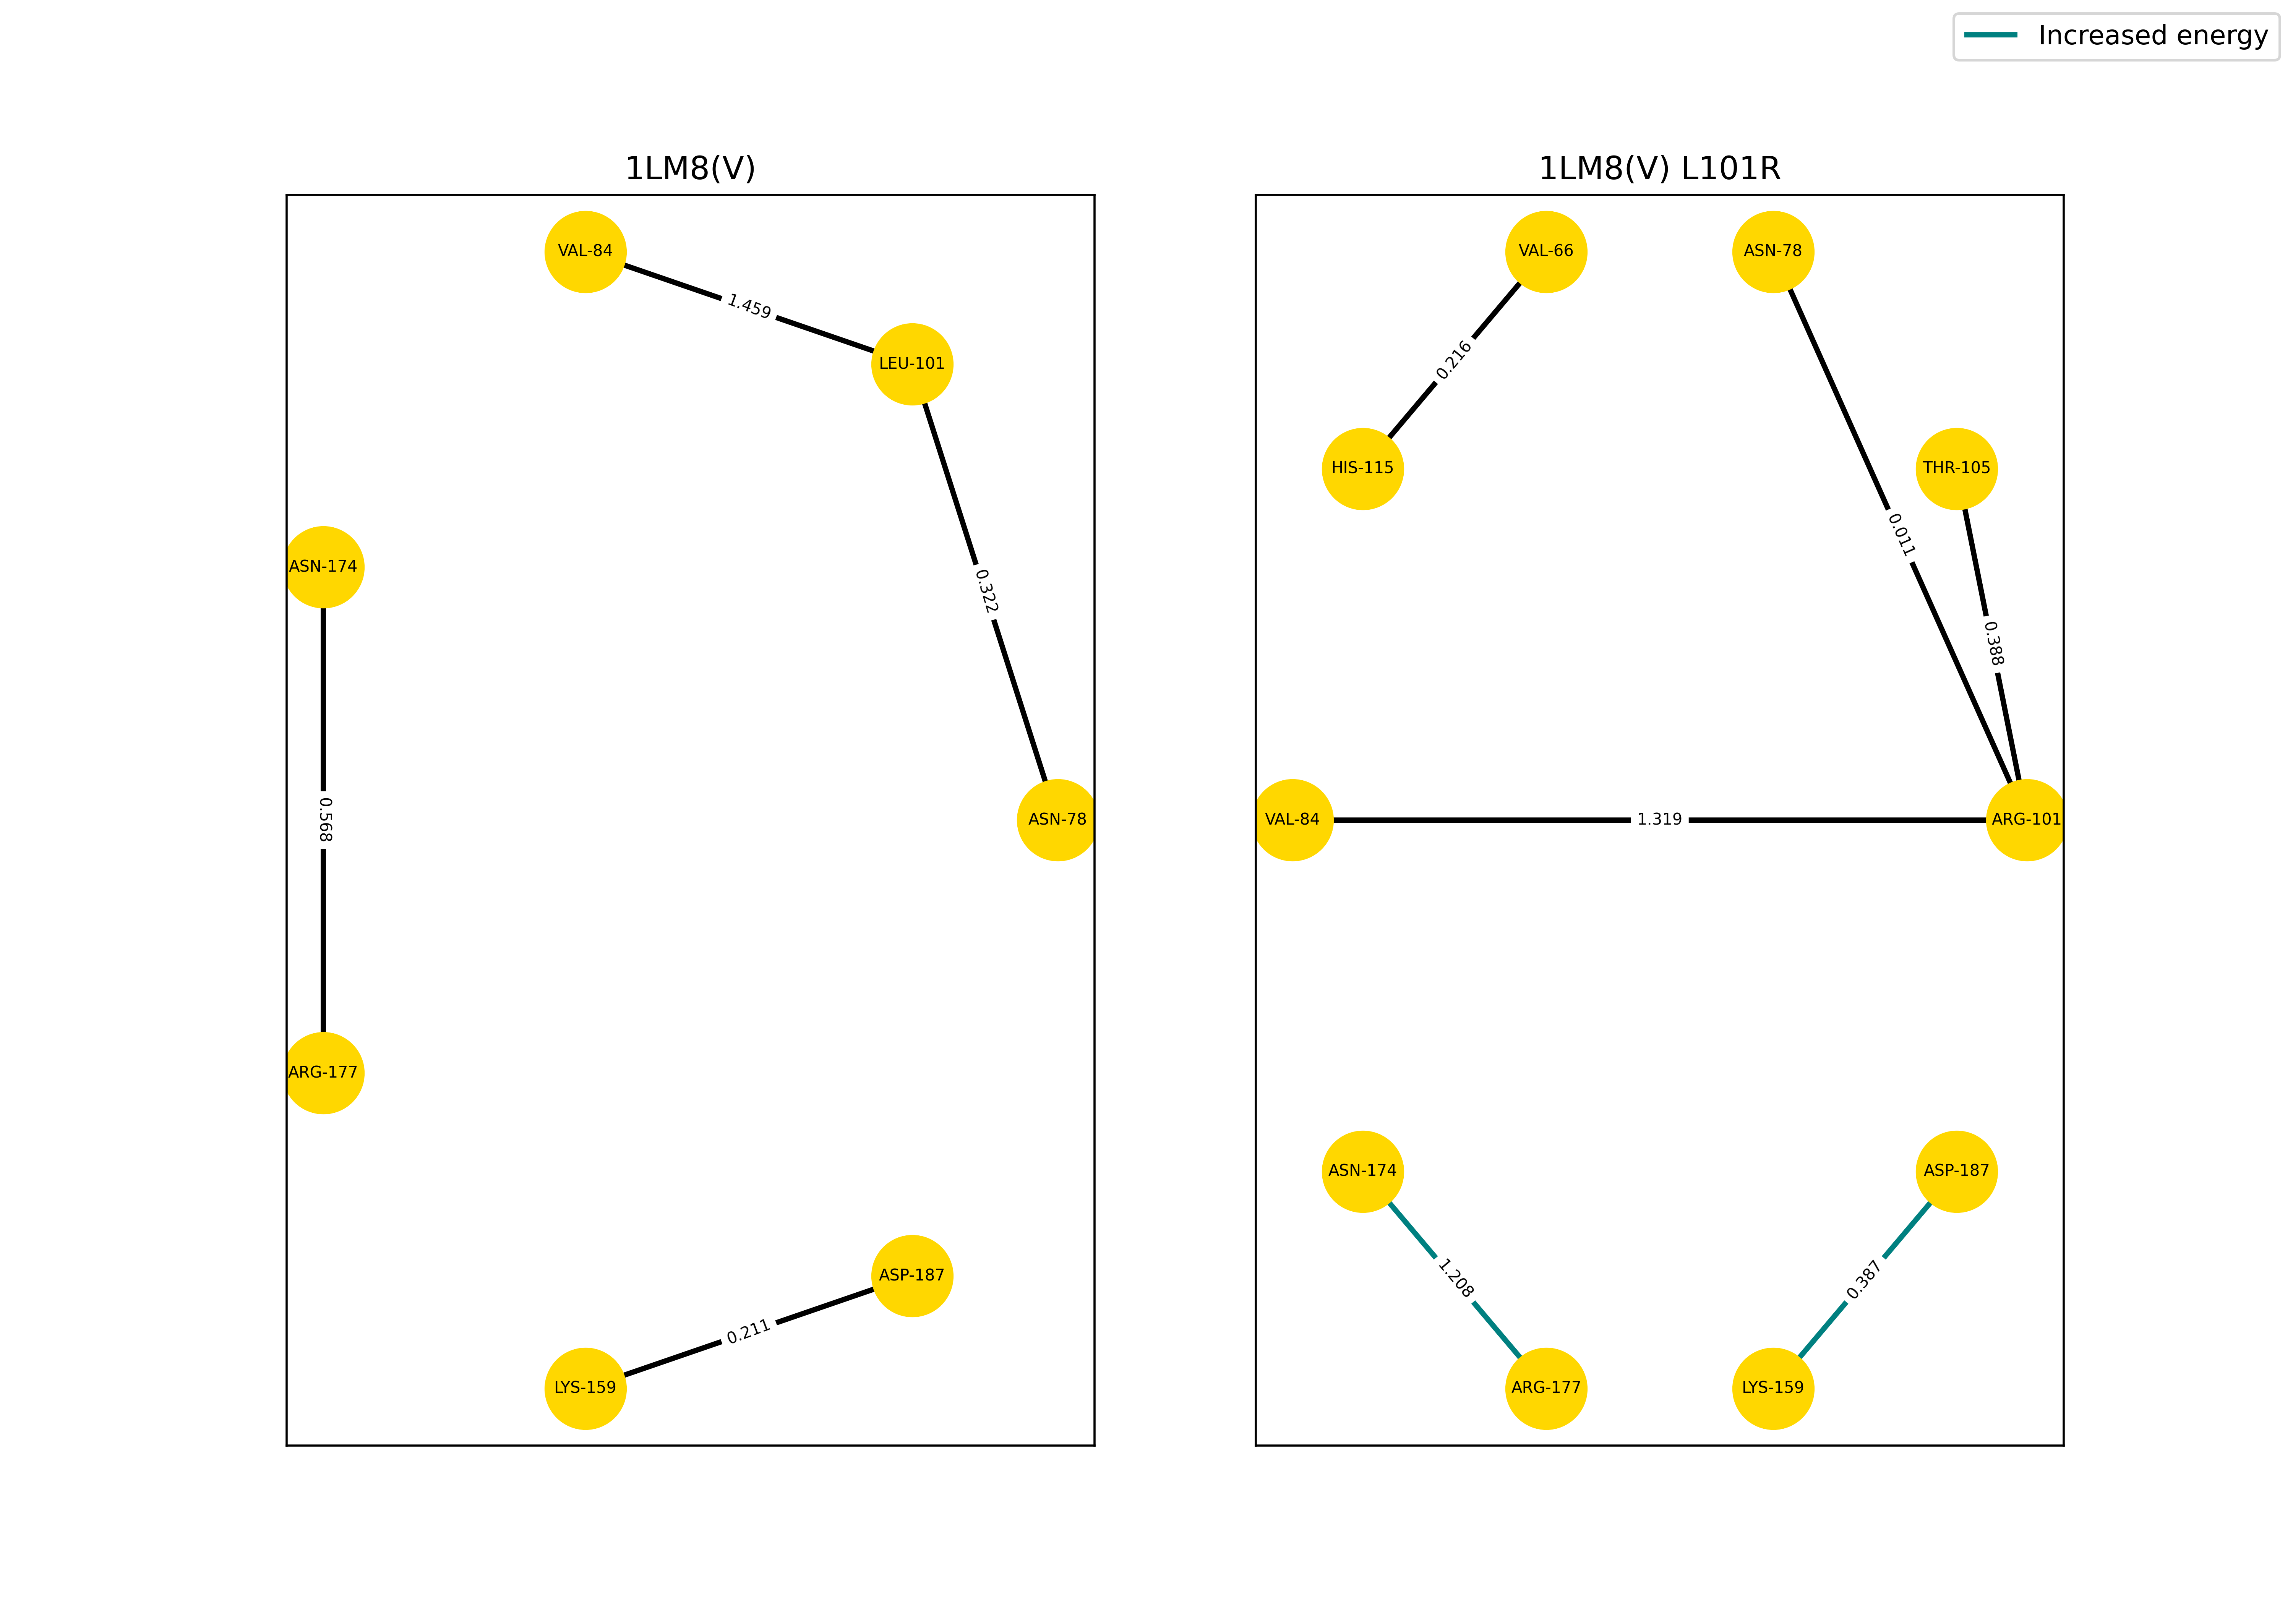 Increased energy
1LM8(V)
VAL-84
1.459
LEU-101
0.322
ASN-174
0.568
ASN-78
ARG-177
ASP-187
0.211
LYS-159
1LM8(V) L101R
VAL-66
ASN-78
0.216
HIS-115
THR-105
0.011
0.388
VAL-84
1.319
ARG-101
ASN-174
ASP-187
1.208
0.387
ARG-177
LYS-159